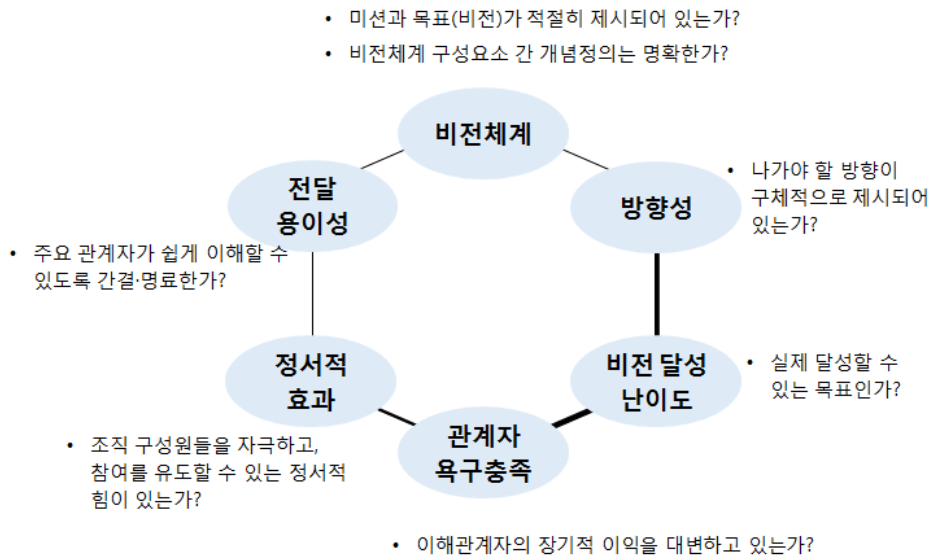 • 미션과 목표(비전)가 적절히 제시되어 있는가?
• 비전체계 구성요소 간 개념정의는 명확한가?
비전체계
전달
용이성
방향성
• 나가야 할 방향이
구체적으로 제시되어
있는가?
• 주요 관계자가 쉽게 이해할 수
있도록 간결·명료한가?
정서적
효과
비전 달성
난이도
• 실제 달성할 수
있는 목표인가?
관계자
욕구충족
• 조직 구성원들을 자극하고,
참여를 유도할 수 있는 정서적
힘이 있는가?
• 이해관계자의 장기적 이익을 대변하고 있는가?